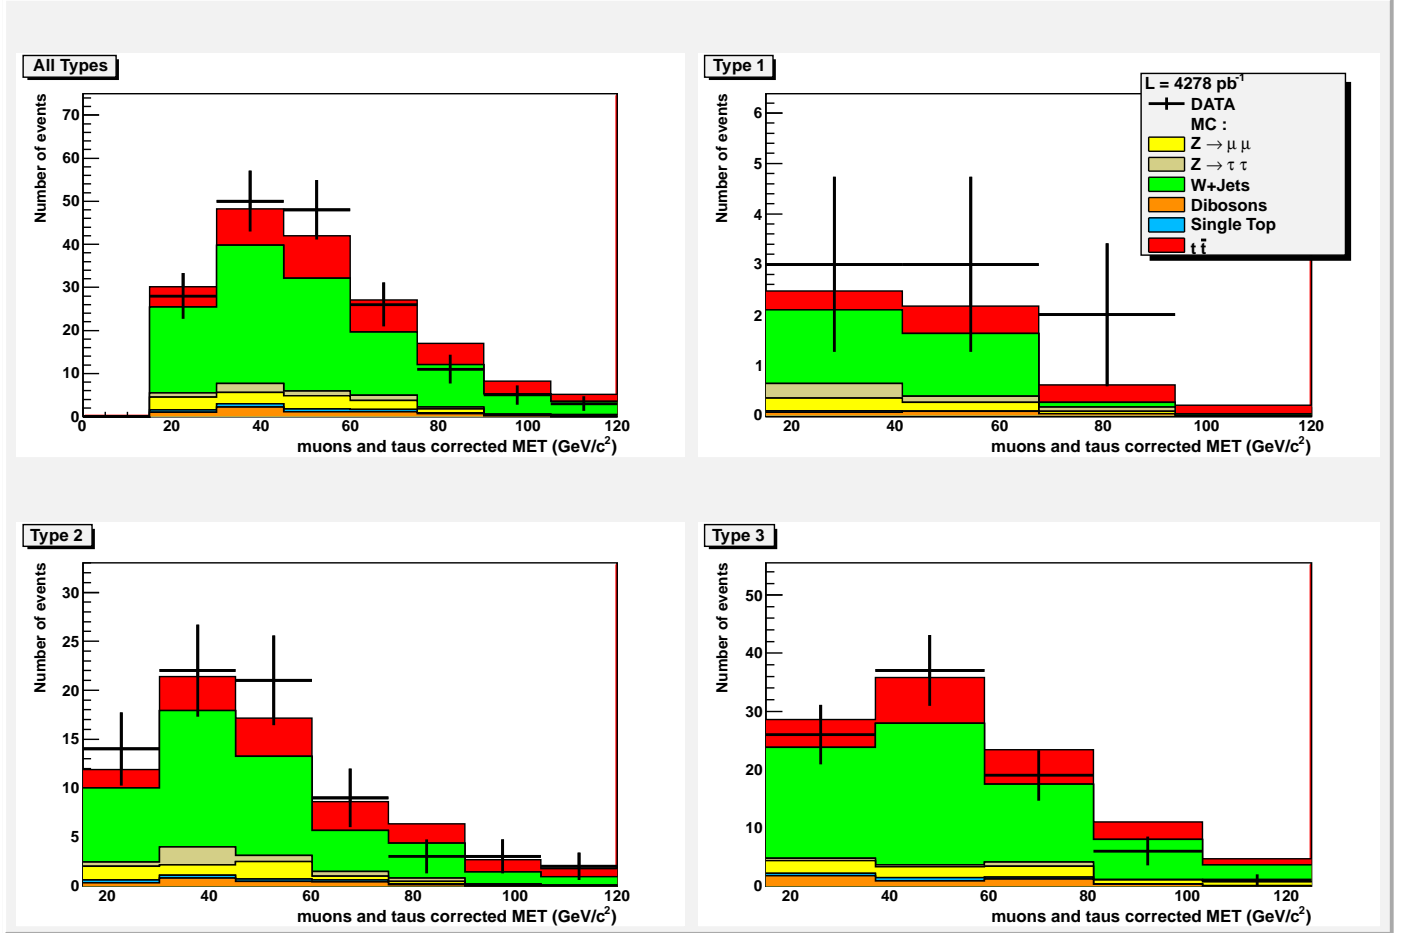 All Types
Number of events
70
60
50
40
30
20
10
0
0 20 40 60 80 100 120
muons and taus corrected MET (GeV/c²)
Type 1
Number of events
6
5
4
3
2
1
0
20 40 60 80 100 120
muons and taus corrected MET (GeV/c²)
L = 4278 pb⁻¹
DATA
MC :
Z → μ μ
Z → τ τ
W+Jets
Dibosons
Single Top
t t̄
Type 2
Number of events
30
25
20
15
10
5
0
20 40 60 80 100 120
muons and taus corrected MET (GeV/c²)
Type 3
Number of events
50
40
30
20
10
0
20 40 60 80 100 120
muons and taus corrected MET (GeV/c²)